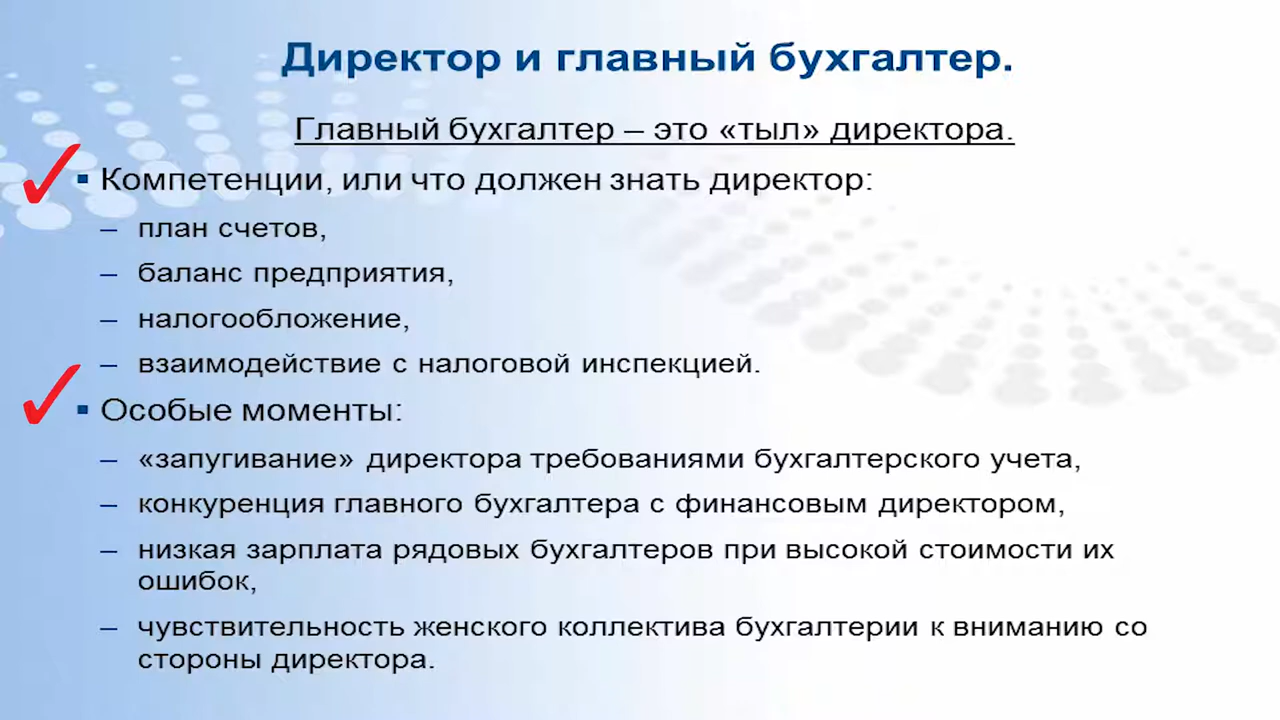 Директор и главный бухгалтер.
Главный бухгалтер – это «тыл» директора.
▪ Компетенции, или что должен знать директор:
– план счетов,
– баланс предприятия,
– налогообложение,
– взаимодействие с налоговой инспекцией.
▪ Особые моменты:
– «запугивание» директора требованиями бухгалтерского учета,
– конкуренция главного бухгалтера с финансовым директором,
– низкая зарплата рядовых бухгалтеров при высокой стоимости их
ошибок,
– чувствительность женского коллектива бухгалтерии к вниманию со
стороны директора.